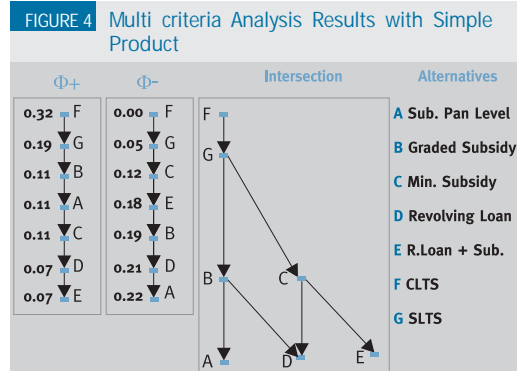 FIGURE 4 Multi criteria Analysis Results with Simple
Product
Φ+ Φ- Intersection Alternatives
0.32 F 0.00 F F A Sub. Pan Level
0.19 G 0.05 G G B Graded Subsidy
0.11 B 0.12 C C Min. Subsidy
0.11 A 0.18 E D Revolving Loan
0.11 C 0.19 B E R.Loan + Sub.
0.07 D 0.21 D B C F CLTS
0.07 E 0.22 A G SLTS
A D E